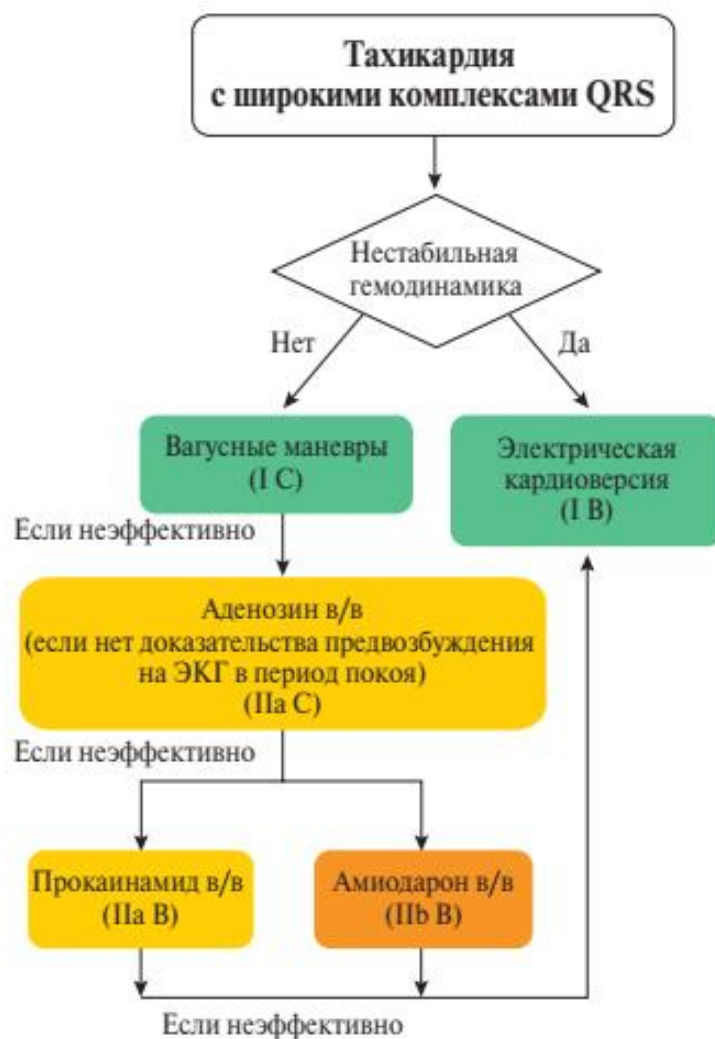 Тахикардия
с широкими комплексами QRS
Нестабильная
гемодинамика
Нет
Да
Вагусные маневры
(I C)
Электрическая
кардиоверсия
(I B)
Если неэффективно
Аденозин в/в
(если нет доказательства предвозбуждения
на ЭКГ в период покоя)
(IIa C)
Если неэффективно
Прокаинамид в/в
(IIa B)
Амиодарон в/в
(IIb B)
Если неэффективно